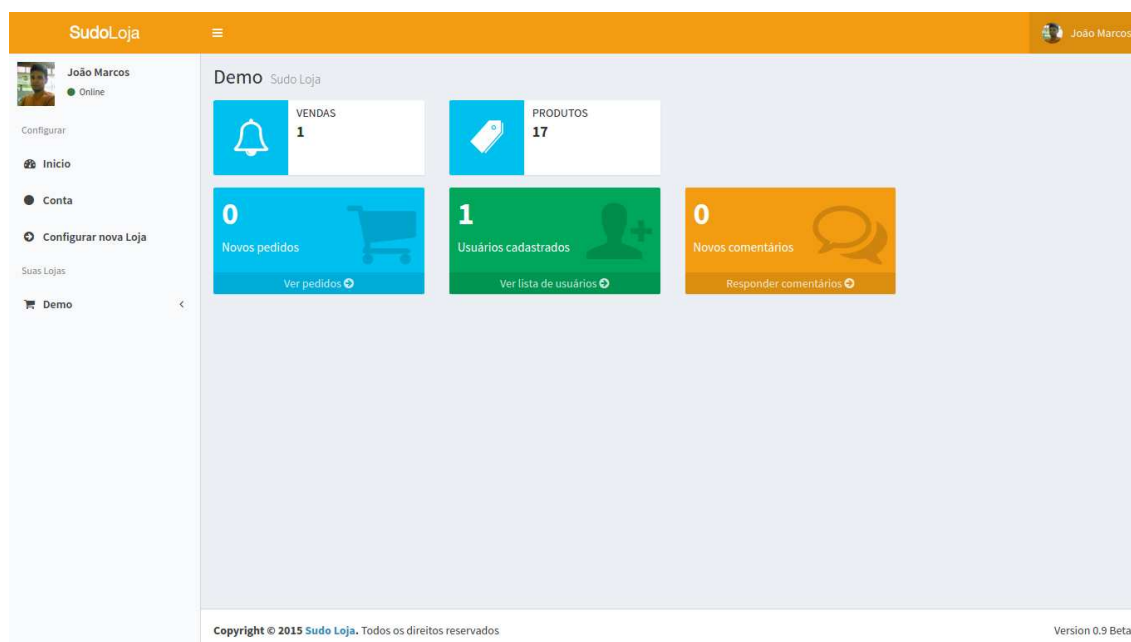 SudoLoja
João Marcos
João Marcos
Online
Configurar
Inicio
Conta
Configurar nova Loja
Suas Lojas
Demo
Demo Sudo Loja
VENDAS
1
PRODUTOS
17
0
Novos pedidos
Ver pedidos
1
Usuários cadastrados
Ver lista de usuários
0
Novos comentários
Responder comentários
Copyright © 2015 Sudo Loja. Todos os direitos reservados
Version 0.9 Beta